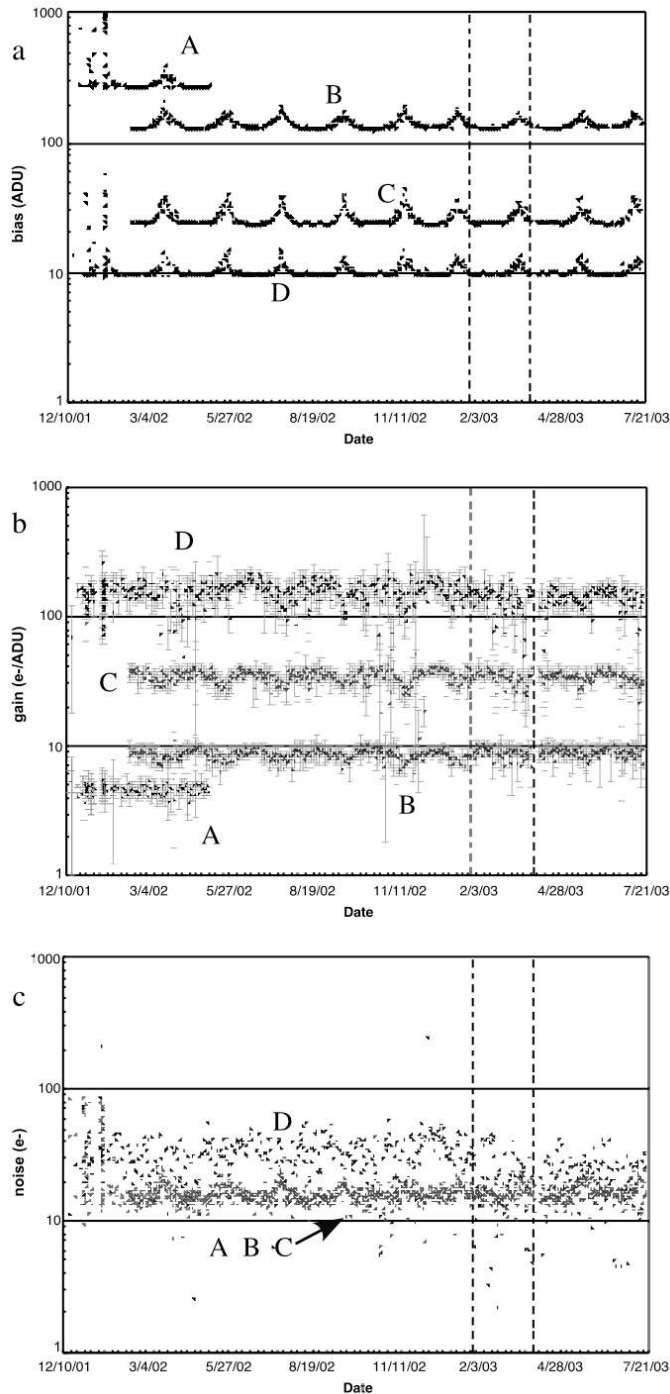 a
1000
A
B
100
bias (ADU)
C
10
D
1
12/10/01 3/4/02 5/27/02 8/19/02 11/11/02 2/3/03 4/28/03 7/21/03
Date
b
1000
D
100
gain (e-/ADU)
C
10
B
A
1
12/10/01 3/4/02 5/27/02 8/19/02 11/11/02 2/3/03 4/28/03 7/21/03
Date
c
1000
100
D
noise (e-)
10
A B C
1
12/10/01 3/4/02 5/27/02 8/19/02 11/11/02 2/3/03 4/28/03 7/21/03
Date